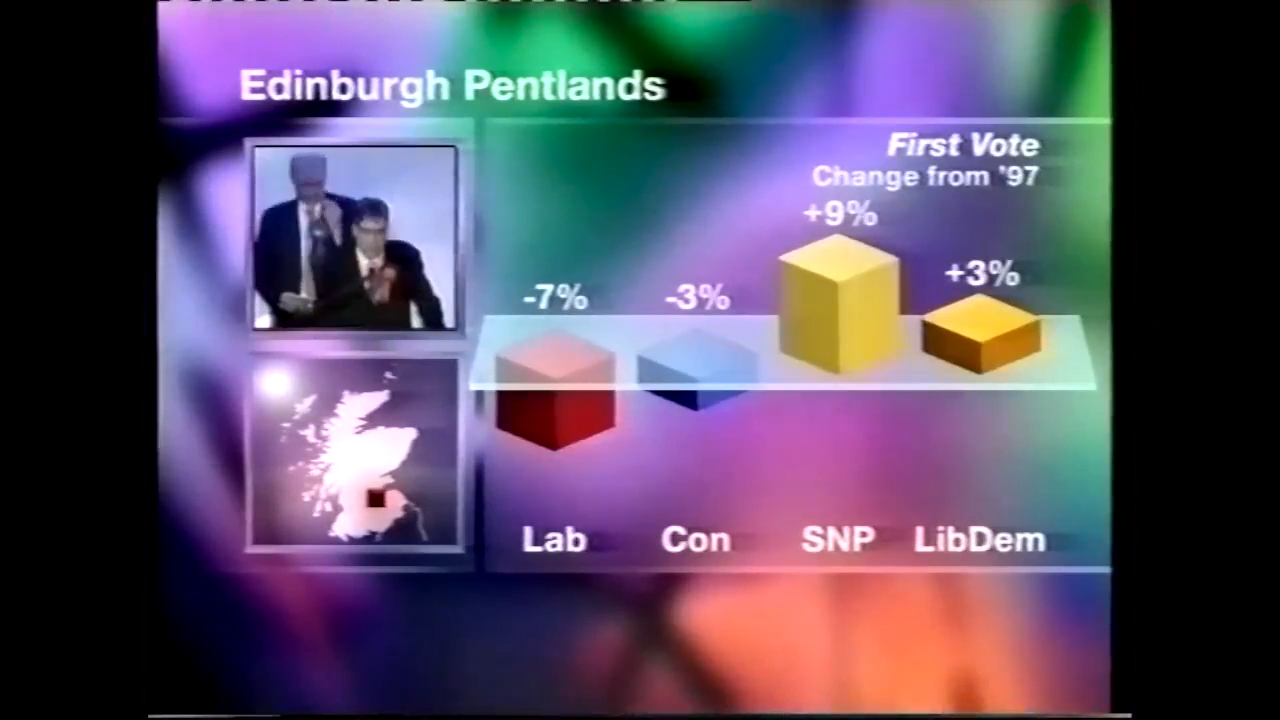 Edinburgh Pentlands
First Vote
Change from '97
+9%
+3%
-7%
-3%
Lab
Con
SNP
LibDem